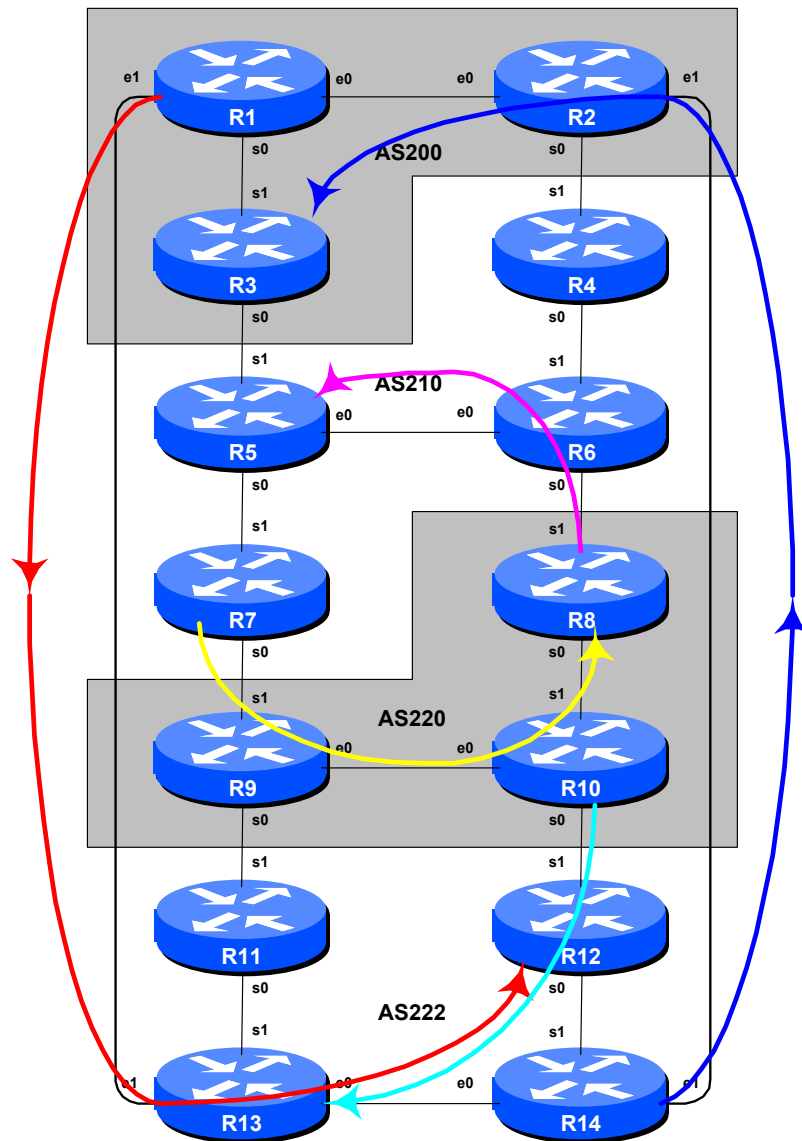 e1 e0 e0 e1
R1 R2
s0 s0
AS200
s1 s1
R3 R4
s0 s0
s1 s1
AS210
e0 e0
R5 R6
s0 s0
s1 s1
R7 R8
s0 s0
s1 s1
AS220
e0 e0
R9 R10
s0 s0
s1 s1
R11 R12
s0 s0
AS222
s1 s1
e1 e0 e0 e1
R13 R14